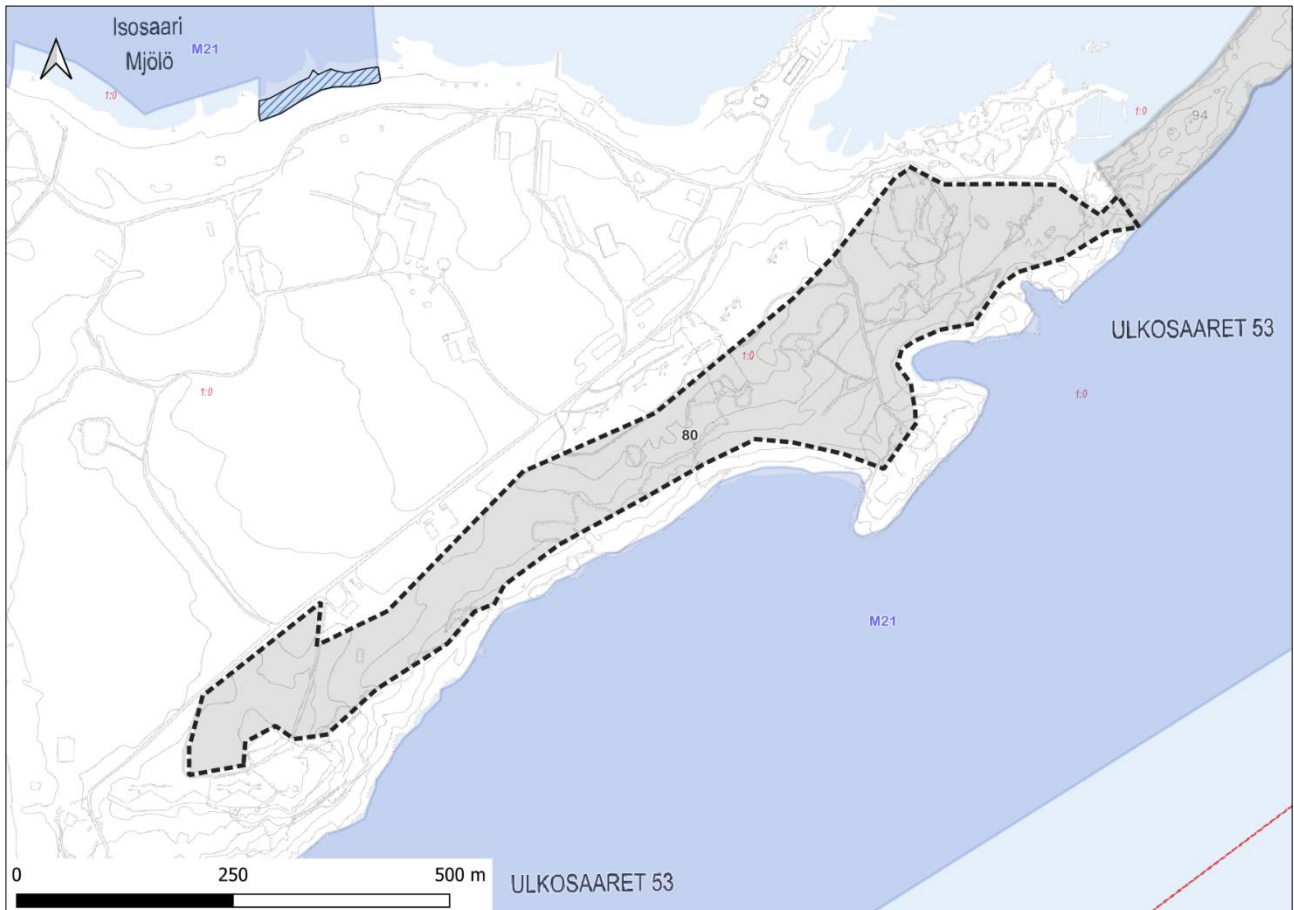 Isosaari
Mjölö
M21
1:0
1:0
94
ULKOSAARET 53
1:0
1:0
1:0
80
M21
0 250 500 m
ULKOSAARET 53